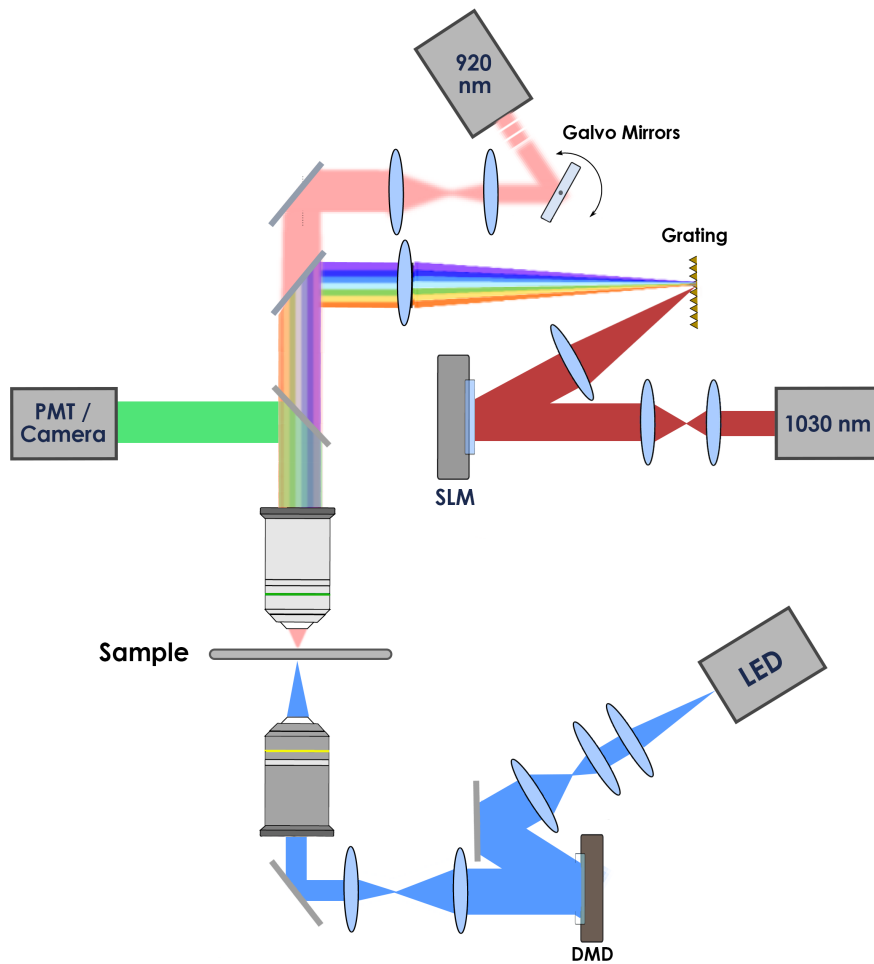 920
nm
Galvo Mirrors
Grating
PMT /
Camera
1030 nm
SLM
Sample
LED
DMD